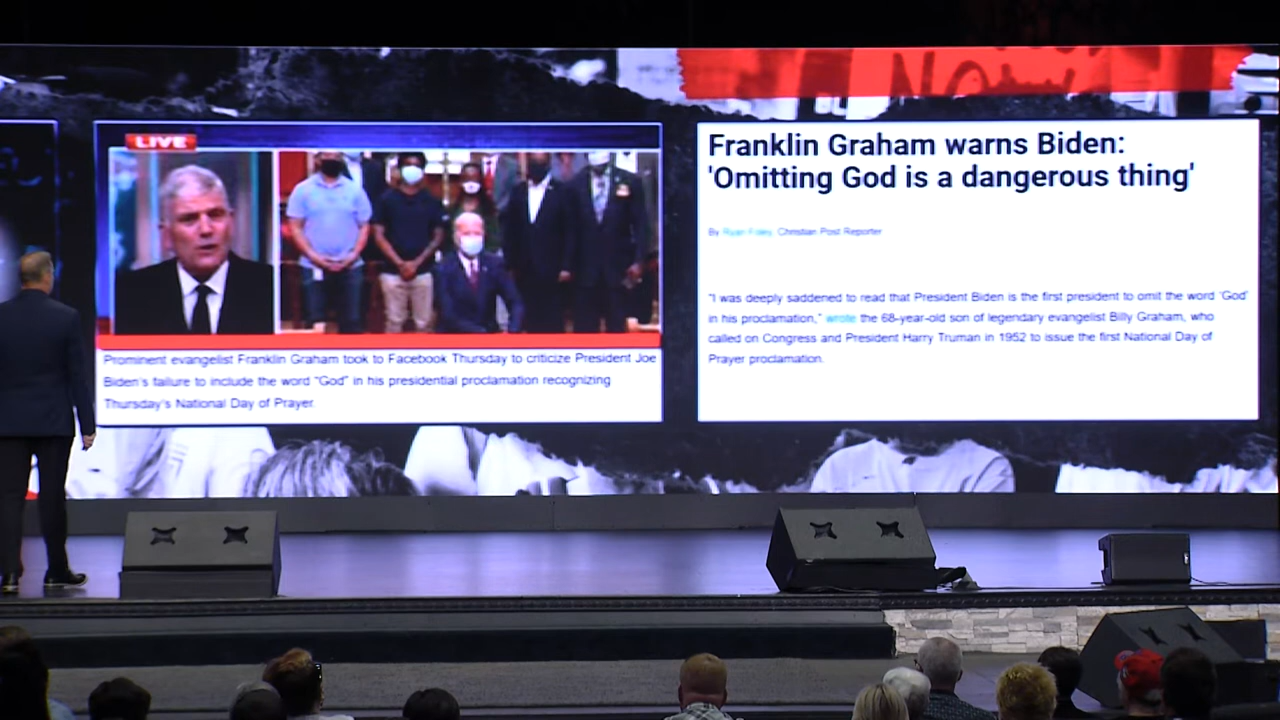 NOW!
LIVE
Prominent evangelist Franklin Graham took to Facebook Thursday to criticize President Joe
Biden's failure to include the word "God" in his presidential proclamation recognizing
Thursday's National Day of Prayer.
Franklin Graham warns Biden:
'Omitting God is a dangerous thing'
By Ryan Foley, Christian Post Reporter
"I was deeply saddened to read that President Biden is the first president to omit the word 'God'
in his proclamation," wrote the 68-year-old son of legendary evangelist Billy Graham, who
called on Congress and President Harry Truman in 1952 to issue the first National Day of
Prayer proclamation.